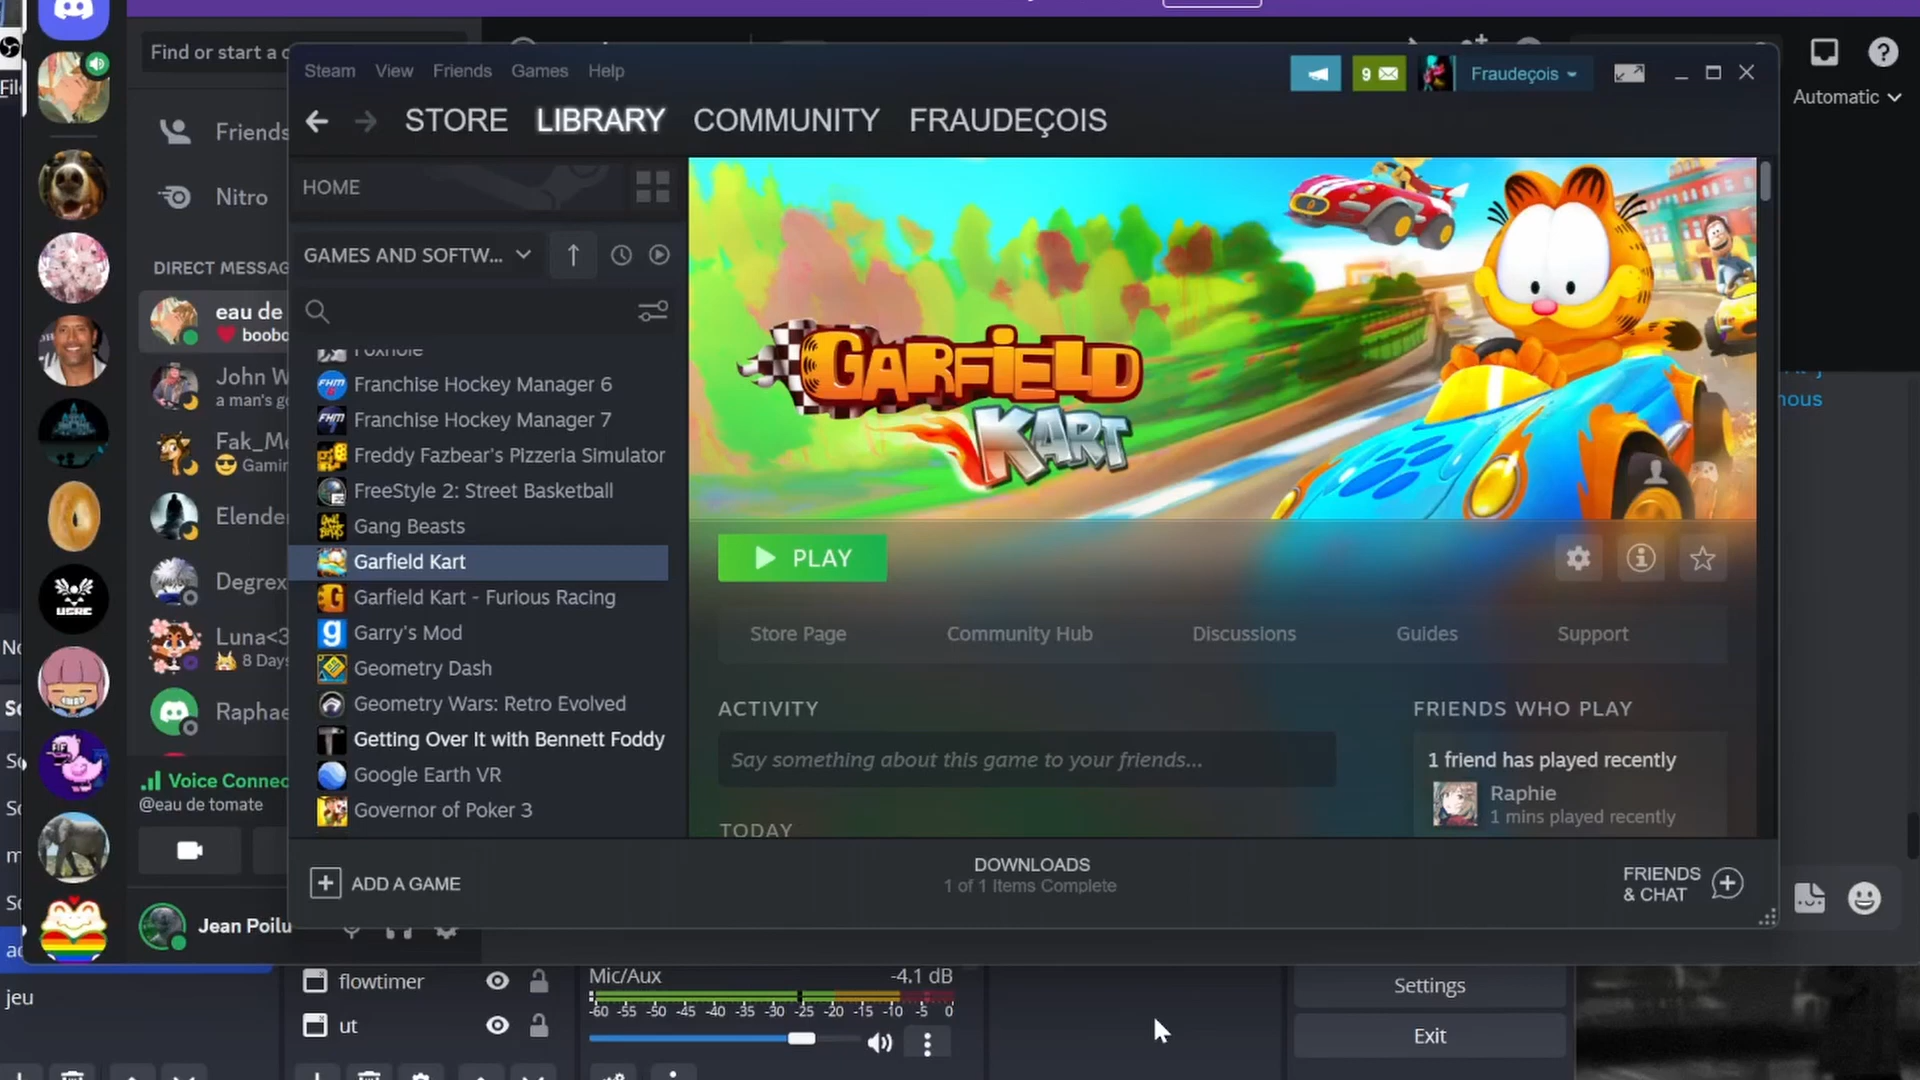 Find or start a c
Steam View Friends Games Help
9
Fraudeçois
Automatic
STORE LIBRARY COMMUNITY FRAUDEÇOIS
Friends
HOME
Nitro
GAMES AND SOFTW...
DIRECT MESSAG
eau de
boobo
Foxhole
Franchise Hockey Manager 6
John W
a man's g
Franchise Hockey Manager 7
nous
GARFIELD
KART
Freddy Fazbear's Pizzeria Simulator
Fak_M
Gamin
FreeStyle 2: Street Basketball
Gang Beasts
Elende
Garfield Kart
PLAY
Degrex
Garfield Kart - Furious Racing
Garry's Mod
Store Page Community Hub Discussions Guides Support
Luna<3
8 Days
Geometry Dash
Geometry Wars: Retro Evolved
ACTIVITY
FRIENDS WHO PLAY
Raphae
Getting Over It with Bennett Foddy
Say something about this game to your friends...
1 friend has played recently
Google Earth VR
Voice Connec
@eau de tomate
Raphie
1 mins played recently
Governor of Poker 3
TODAY
ADD A GAME
DOWNLOADS
1 of 1 Items Complete
FRIENDS
& CHAT
Jean Poilu
flowtimer
Mic/Aux -4.1 dB
Settings
jeu
-60 -55 -50 -45 -40 -35 -30 -25 -20 -15 -10 -5 0
ut
Exit